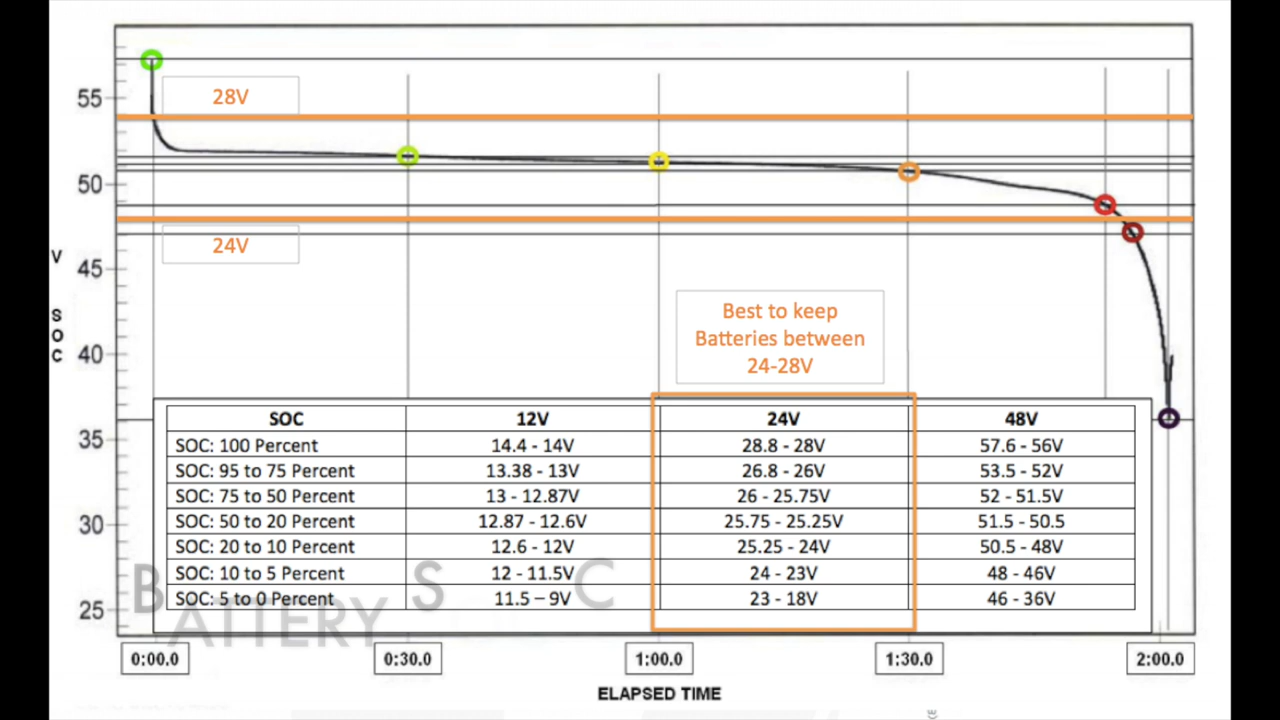 55
28V
50
24V
V
SOC
45
Best to keep
Batteries between
24-28V
40
35
30
25
SOC 12V 24V 48V
SOC: 100 Percent 14.4 - 14V 28.8 - 28V 57.6 - 56V
SOC: 95 to 75 Percent 13.38 - 13V 26.8 - 26V 53.5 - 52V
SOC: 75 to 50 Percent 13 - 12.87V 26 - 25.75V 52 - 51.5V
SOC: 50 to 20 Percent 12.87 - 12.6V 25.75 - 25.25V 51.5 - 50.5
SOC: 20 to 10 Percent 12.6 - 12V 25.25 - 24V 50.5 - 48V
SOC: 10 to 5 Percent 12 - 11.5V 24 - 23V 48 - 46V
SOC: 5 to 0 Percent 11.5 – 9V 23 - 18V 46 - 36V
B S C
BATTERY
0:00.0 0:30.0 1:00.0 1:30.0 2:00.0
ELAPSED TIME